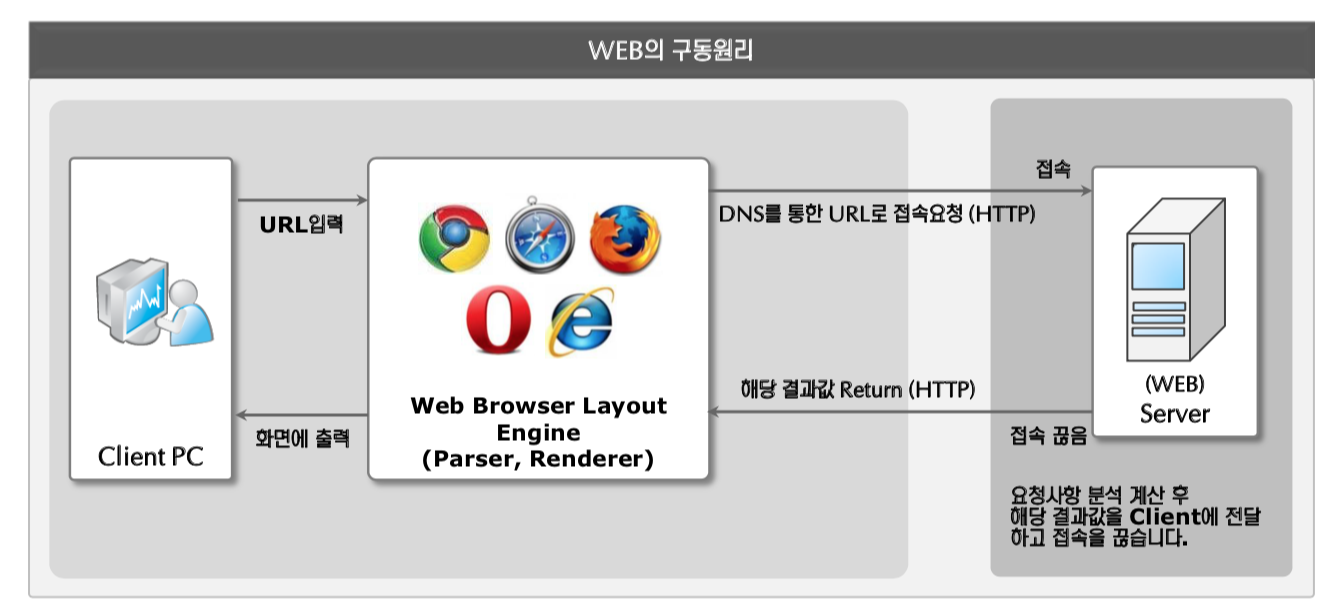 WEB의 구동원리
접속
URL입력
DNS를 통한 URL로 접속요청 (HTTP)
해당 결과값 Return (HTTP)
(WEB)
Server
Web Browser Layout
Engine
(Parser, Renderer)
화면에 출력
접속 끊음
Client PC
요청사항 분석 계산 후
해당 결과값을 Client에 전달
하고 접속을 끊습니다.